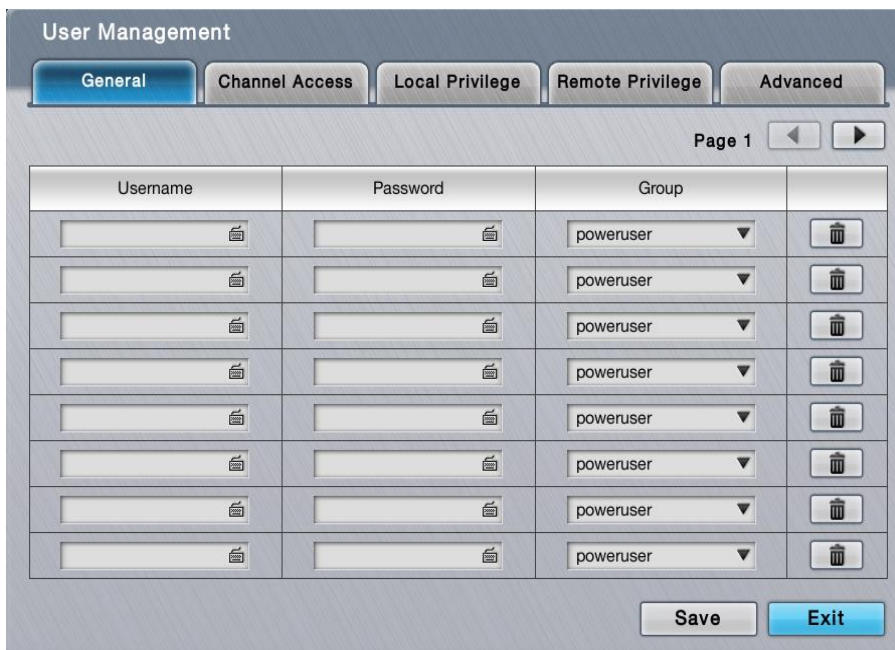 User Management
General Channel Access Local Privilege Remote Privilege Advanced
Page 1
Username Password Group
poweruser
poweruser
poweruser
poweruser
poweruser
poweruser
poweruser
poweruser
Save Exit